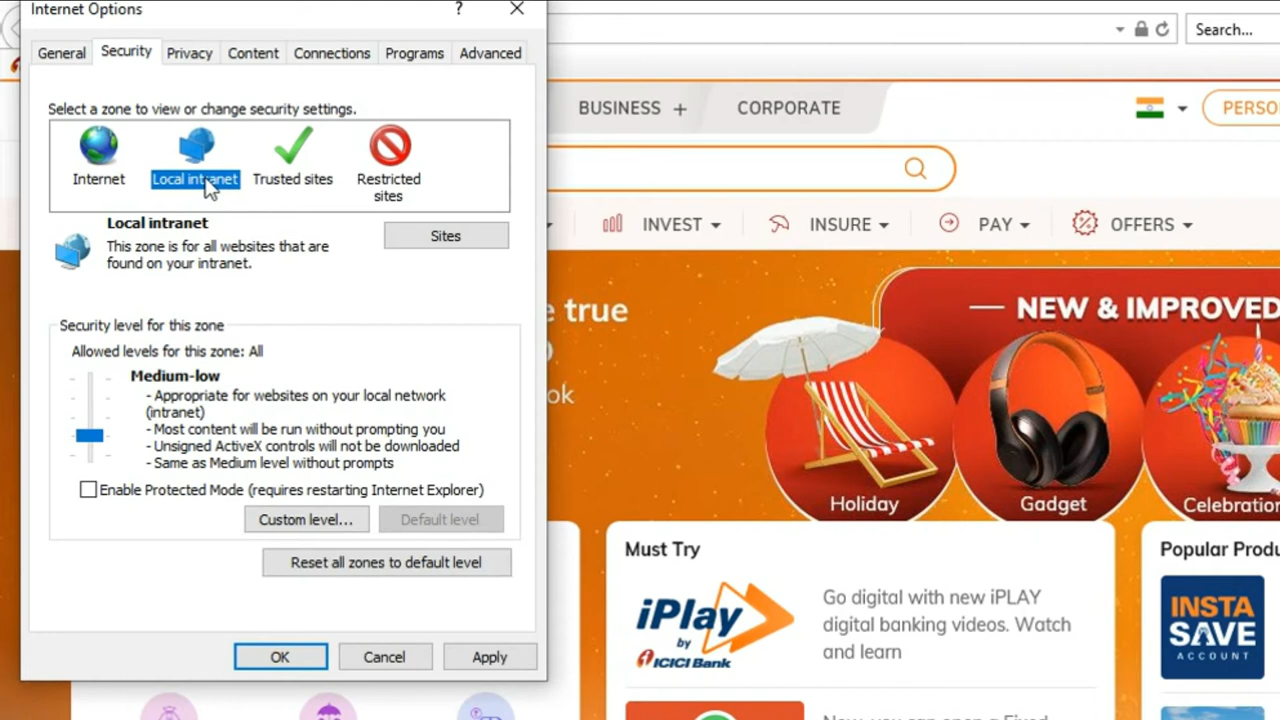 Internet Options
?
General
Security
Privacy
Content
Connections
Programs
Advanced
Select a zone to view or change security settings.
Internet
Local intranet
Trusted sites
Restricted
sites
Local intranet
This zone is for all websites that are
found on your intranet.
Sites
Security level for this zone
Allowed levels for this zone: All
Medium-low
- Appropriate for websites on your local network
(intranet)
- Most content will be run without prompting you
- Unsigned ActiveX controls will not be downloaded
- Same as Medium level without prompts
Enable Protected Mode (requires restarting Internet Explorer)
Custom level...
Default level
Reset all zones to default level
OK
Cancel
Apply
Search...
BUSINESS +
CORPORATE
PERSO
INVEST
INSURE
PAY
OFFERS
e true
ok
NEW & IMPROVED
Holiday
Gadget
Celebration
Must Try
iPlay
by
ICICI Bank
Go digital with new iPLAY
digital banking videos. Watch
and learn
Popular Produ
INSTA
SAVE
ACCOUNT